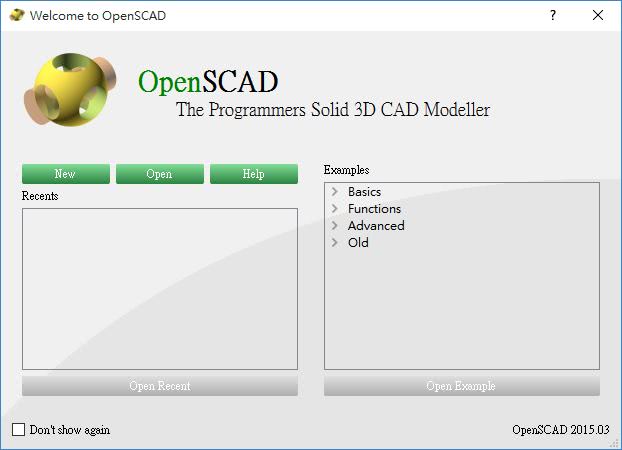 Welcome to OpenSCAD
?
OpenSCAD
The Programmers Solid 3D CAD Modeller
New
Open
Help
Recents
Open Recent
Examples
Basics
Functions
Advanced
Old
Open Example
Don't show again
OpenSCAD 2015.03